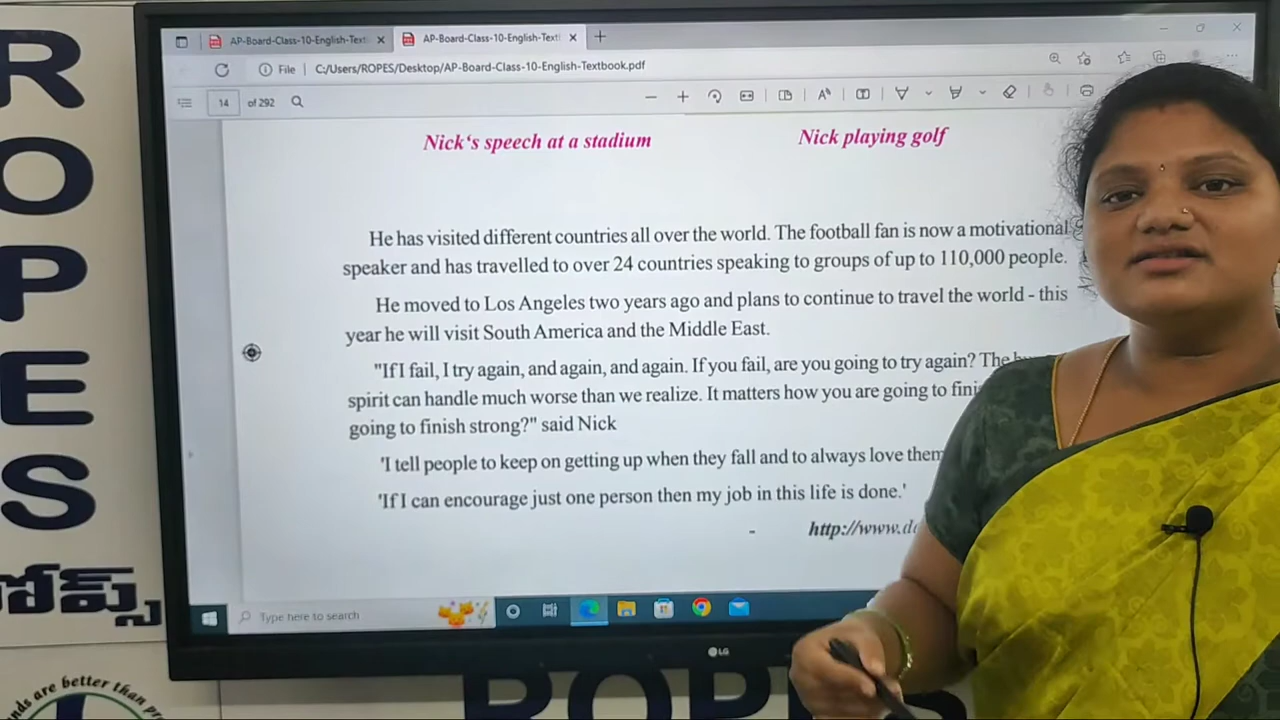 ROPES
రోప్స్
nds are better than pr
AP-Board-Class-10-English-Text
AP-Board-Class-10-English-Text
File | C:/Users/ROPES/Desktop/AP-Board-Class-10-English-Textbook.pdf
14 of 292
Nick's speech at a stadium
Nick playing golf
He has visited different countries all over the world. The football fan is now a motivational
speaker and has travelled to over 24 countries speaking to groups of up to 110,000 people.
He moved to Los Angeles two years ago and plans to continue to travel the world - this
year he will visit South America and the Middle East.
"If I fail, I try again, and again, and again. If you fail, are you going to try again? The
spirit can handle much worse than we realize. It matters how you are going to fini
going to finish strong?" said Nick
'I tell people to keep on getting up when they fall and to always love them
'If I can encourage just one person then my job in this life is done.'
- http://www.d
Type here to search
LG
ROPES